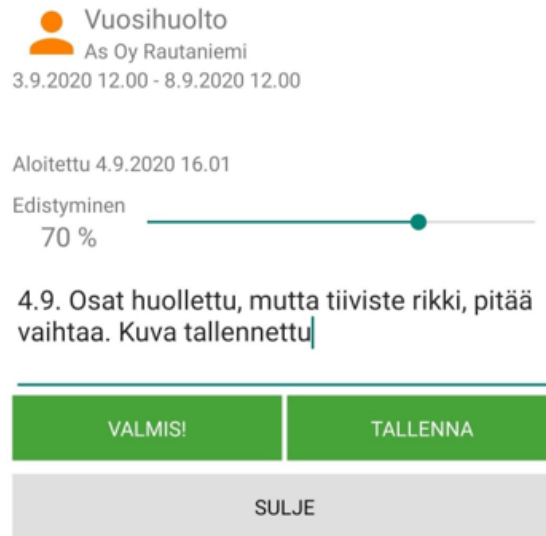 Vuosihuolto
As Oy Rautaniemi
3.9.2020 12.00 - 8.9.2020 12.00
Aloitettu 4.9.2020 16.01
Edistyminen
70 %
4.9. Osat huollettu, mutta tiiviste rikki, pitää
vaihtaa. Kuva tallennettu
VALMIS!
TALLENNA
SULJE